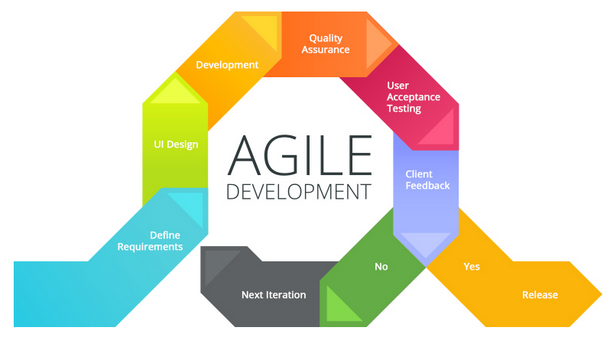 AGILE
DEVELOPMENT
Define
Requirements
UI Design
Development
Quality
Assurance
User
Acceptance
Testing
Client
Feedback
No
Yes
Next Iteration
Release